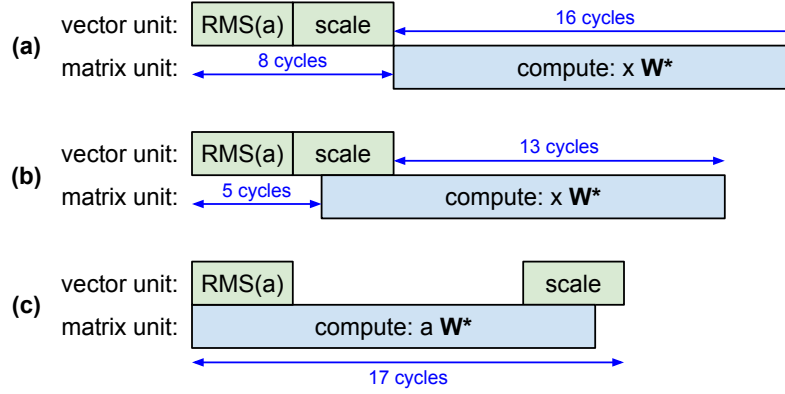 vector unit: RMS(a) scale 16 cycles
(a)
matrix unit: 8 cycles compute: x W*
vector unit: RMS(a) scale 13 cycles
(b)
matrix unit: 5 cycles compute: x W*
vector unit: RMS(a) scale
(c)
matrix unit: compute: a W*
17 cycles